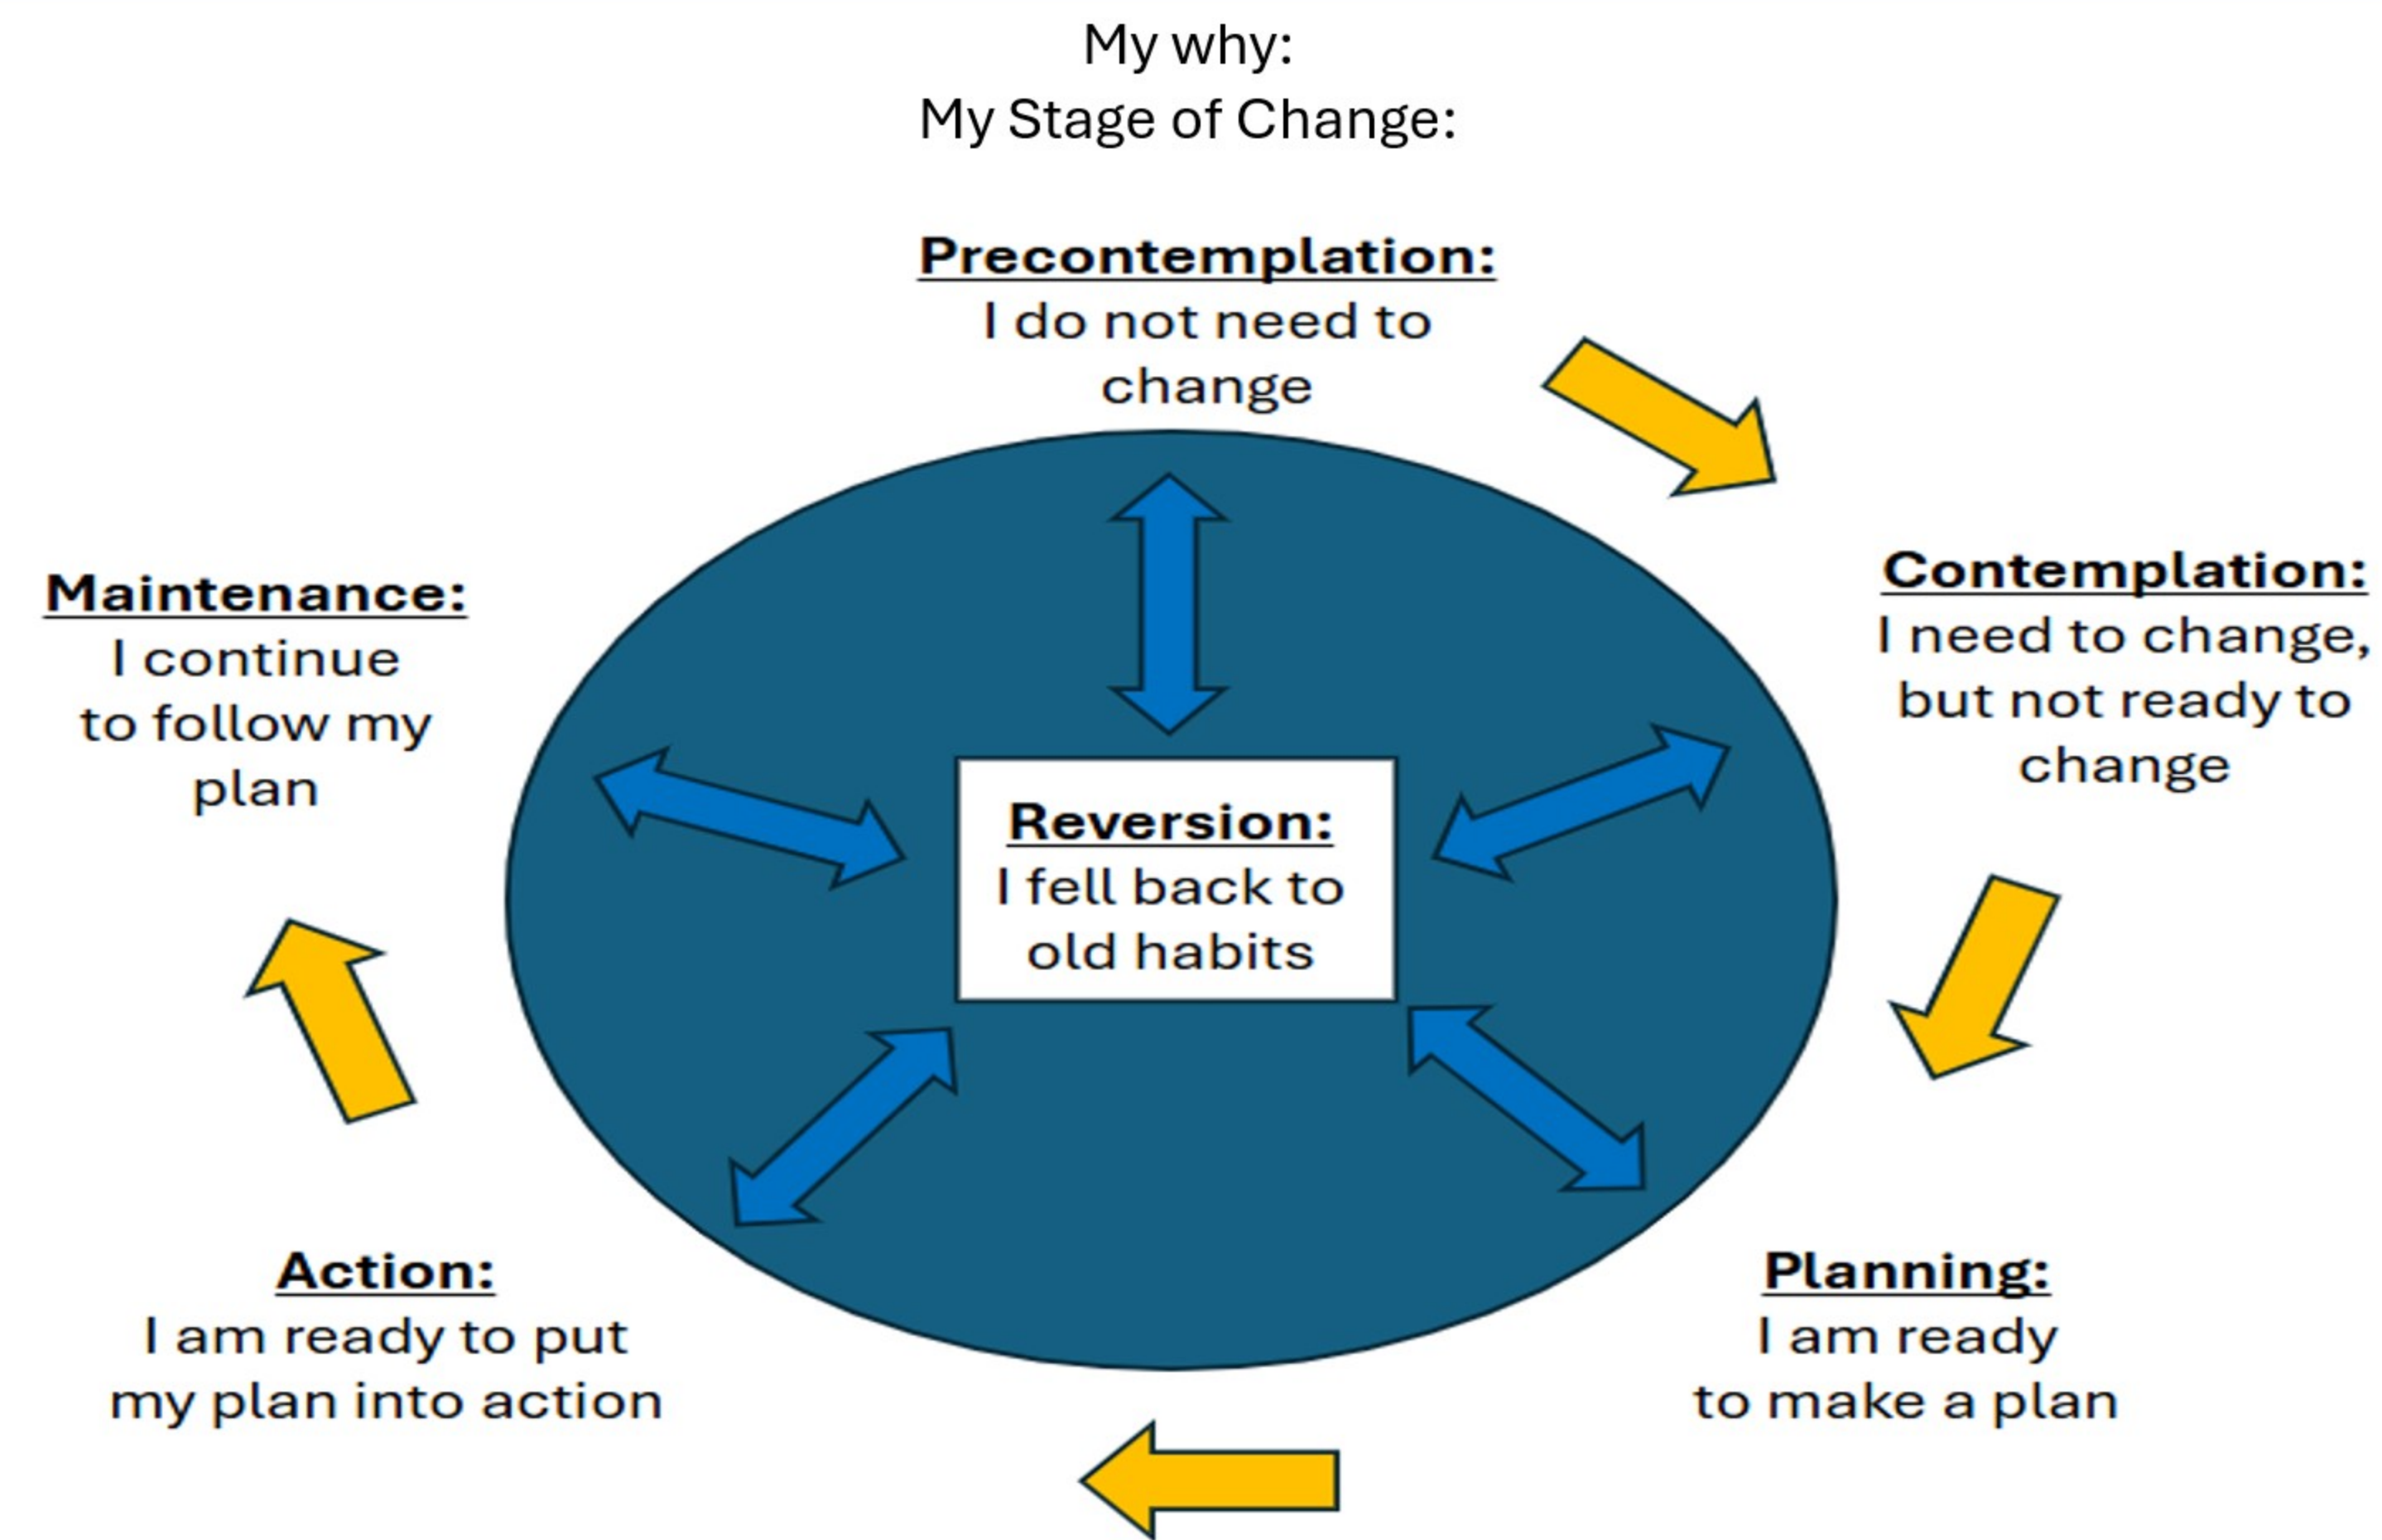 My why:
My Stage of Change:
Precontemplation:
I do not need to
change
Contemplation:
I need to change,
but not ready to
change
Planning:
I am ready
to make a plan
Action:
I am ready to put
my plan into action
Maintenance:
I continue
to follow my
plan
Reversion:
I fell back to
old habits